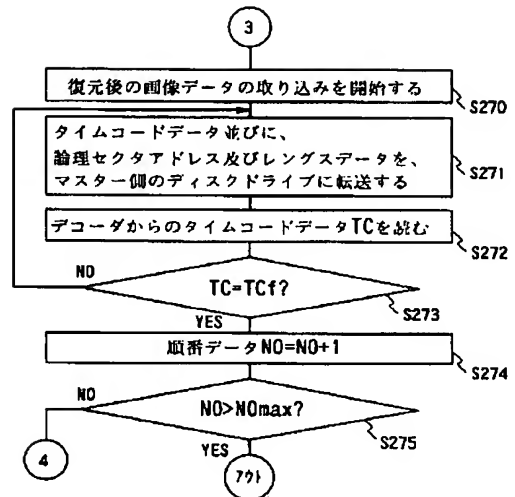 3
復元後の画像データの取り込みを開始する
S270
タイムコードデータ並びに、
論理セクタアドレス及びレングスデータを、
マスター側のディスクドライブに転送する
S271
デコーダからのタイムコードデータTCを読む
S272
NO
TC=TCf?
S273
YES
順番データNO=NO+1
S274
NO
NO>NOmax?
S275
4
YES
アウト